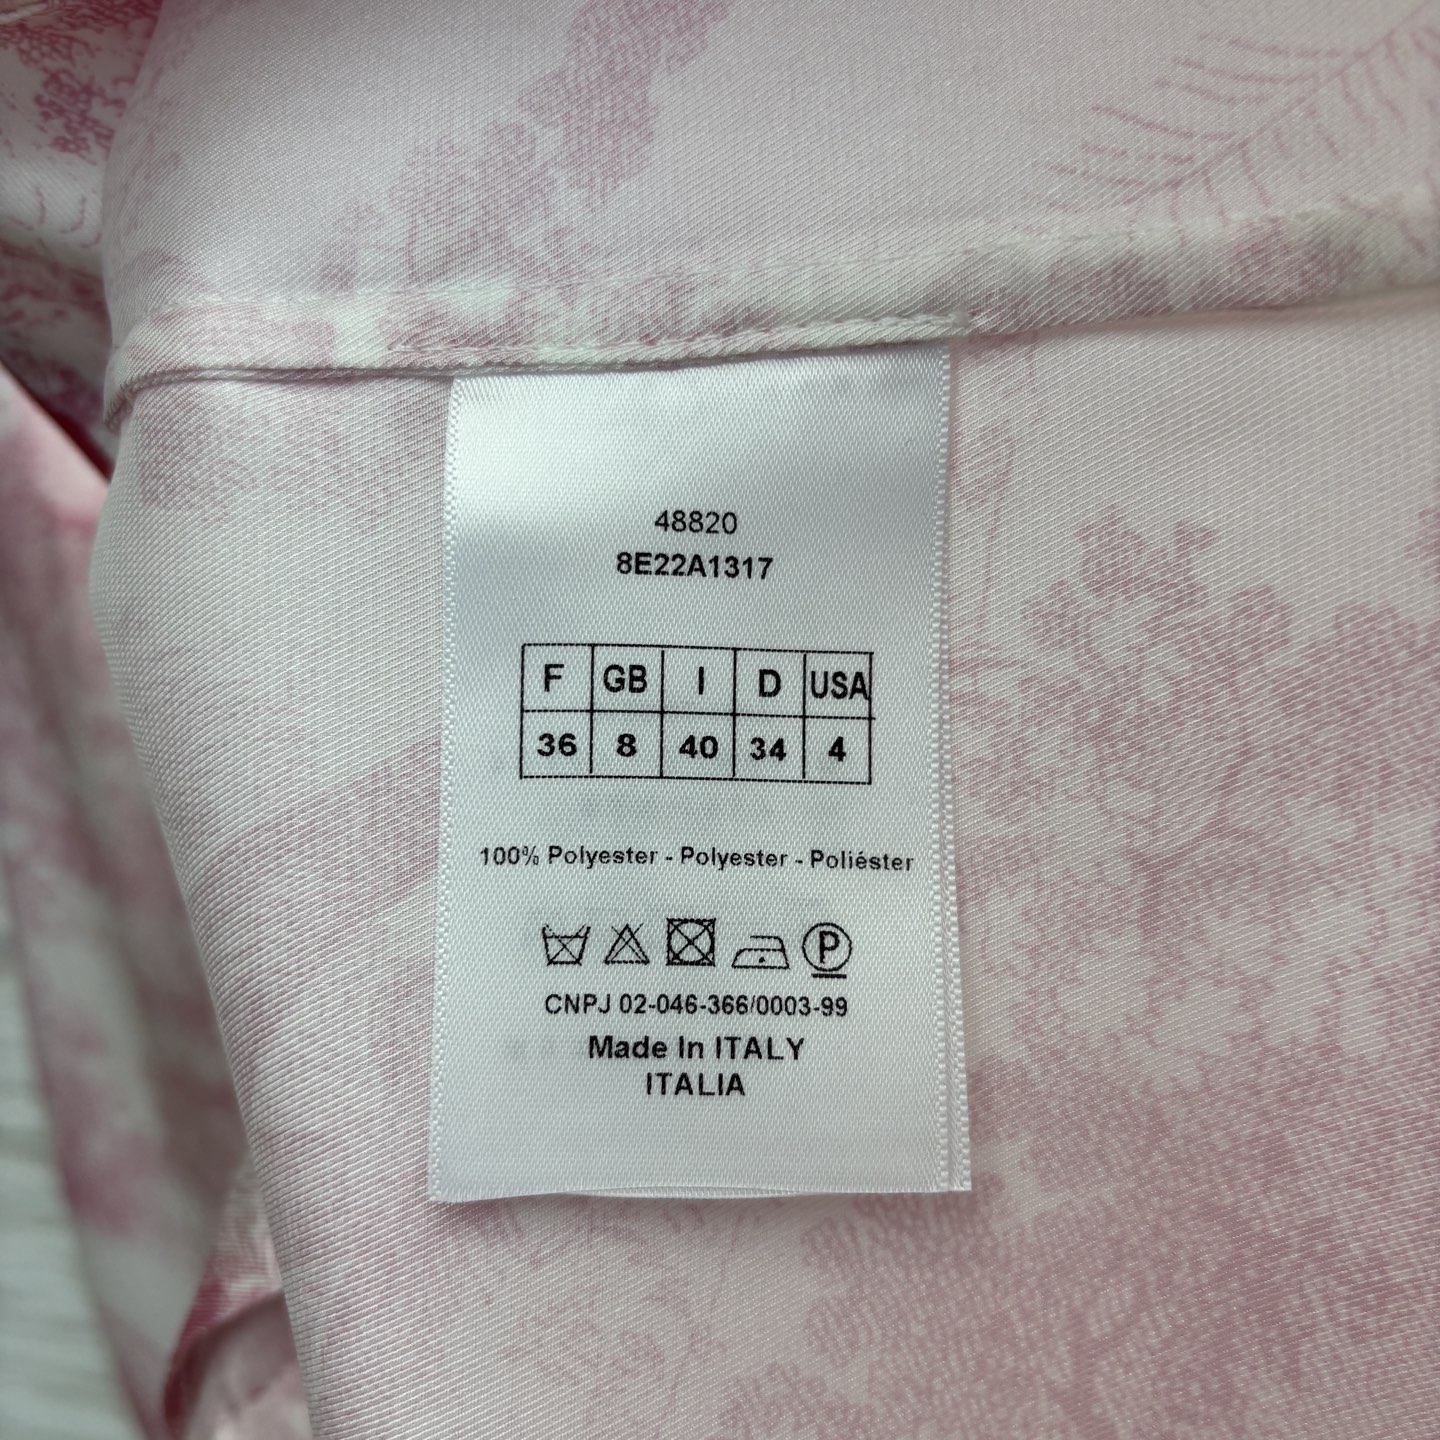 48820
8E22A1317
F GB I D USA
36 8 40 34 4
100% Polyester - Polyester - Poliéster
P
CNPJ 02-046-366/0003-99
Made In ITALY
ITALIA